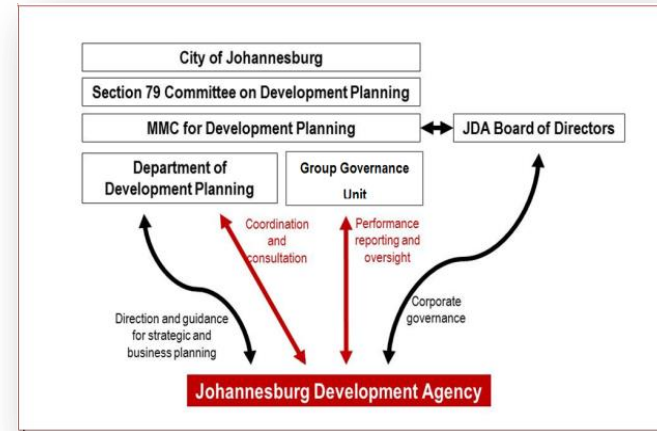 City of Johannesburg
Section 79 Committee on Development Planning
MMC for Development Planning
JDA Board of Directors
Department of
Development Planning
Group Governance
Unit
Coordination
and
consultation
Performance
reporting and
oversight
Direction and guidance
for strategic and
business planning
Corporate
governance
Johannesburg Development Agency